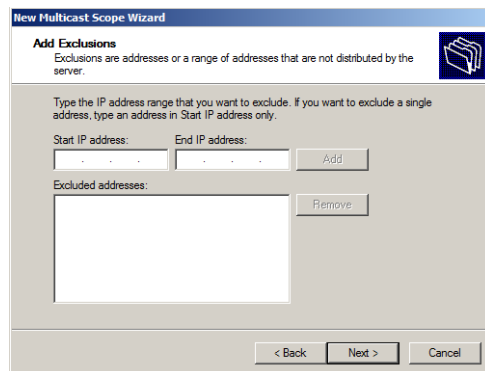 New Multicast Scope Wizard
Add Exclusions
Exclusions are addresses or a range of addresses that are not distributed by the
server.
Type the IP address range that you want to exclude. If you want to exclude a single
address, type an address in Start IP address only.
Start IP address: End IP address:
. . . . . . Add
Excluded addresses:
Remove
< Back Next > Cancel